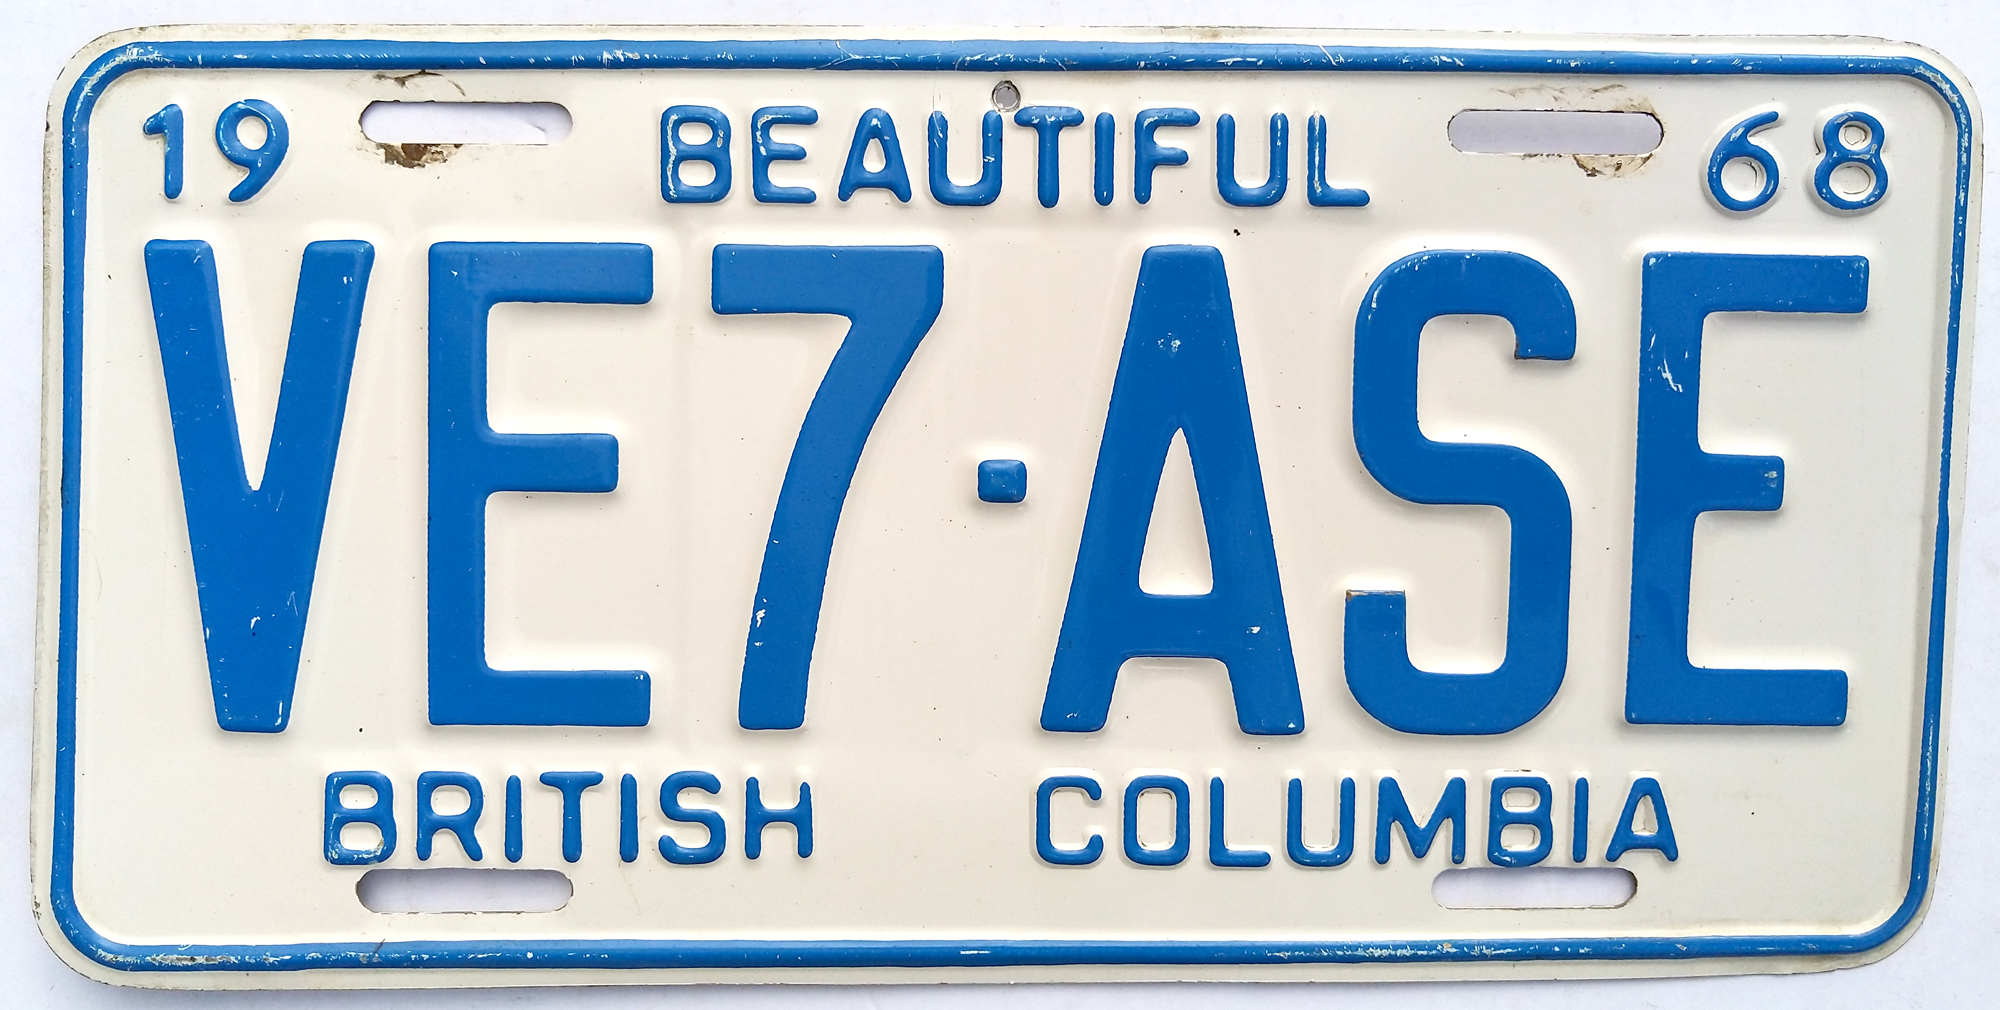 19 BEAUTIFUL 68
VE7·ASE
BRITISH COLUMBIA